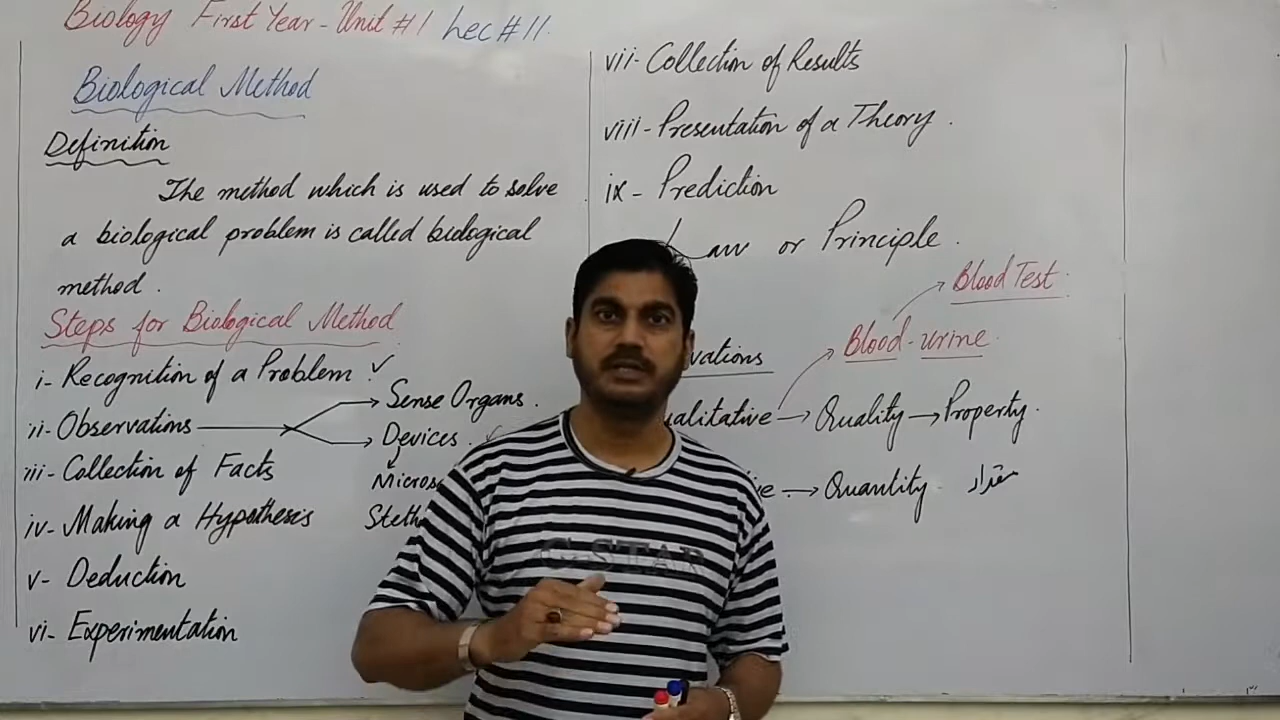 Biology First Year - Unit #1 Lec #11.
Biological Method
Definition
The method which is used to solve
a biological problem is called biological
method.
Steps for Biological Method
i- Recognition of a Problem. ✓
ii- Observations → Sense Organs.
→ Devices. ✓
iii- Collection of Facts
iv- Making a Hypothesis
v- Deduction
vi- Experimentation
vii- Collection of Results
viii- Presentation of a Theory.
ix- Prediction
Law or Principle.
Blood Test.
Blood - urine.
→ Quality → Property.
→ Quantity. مقدار
G-STAR